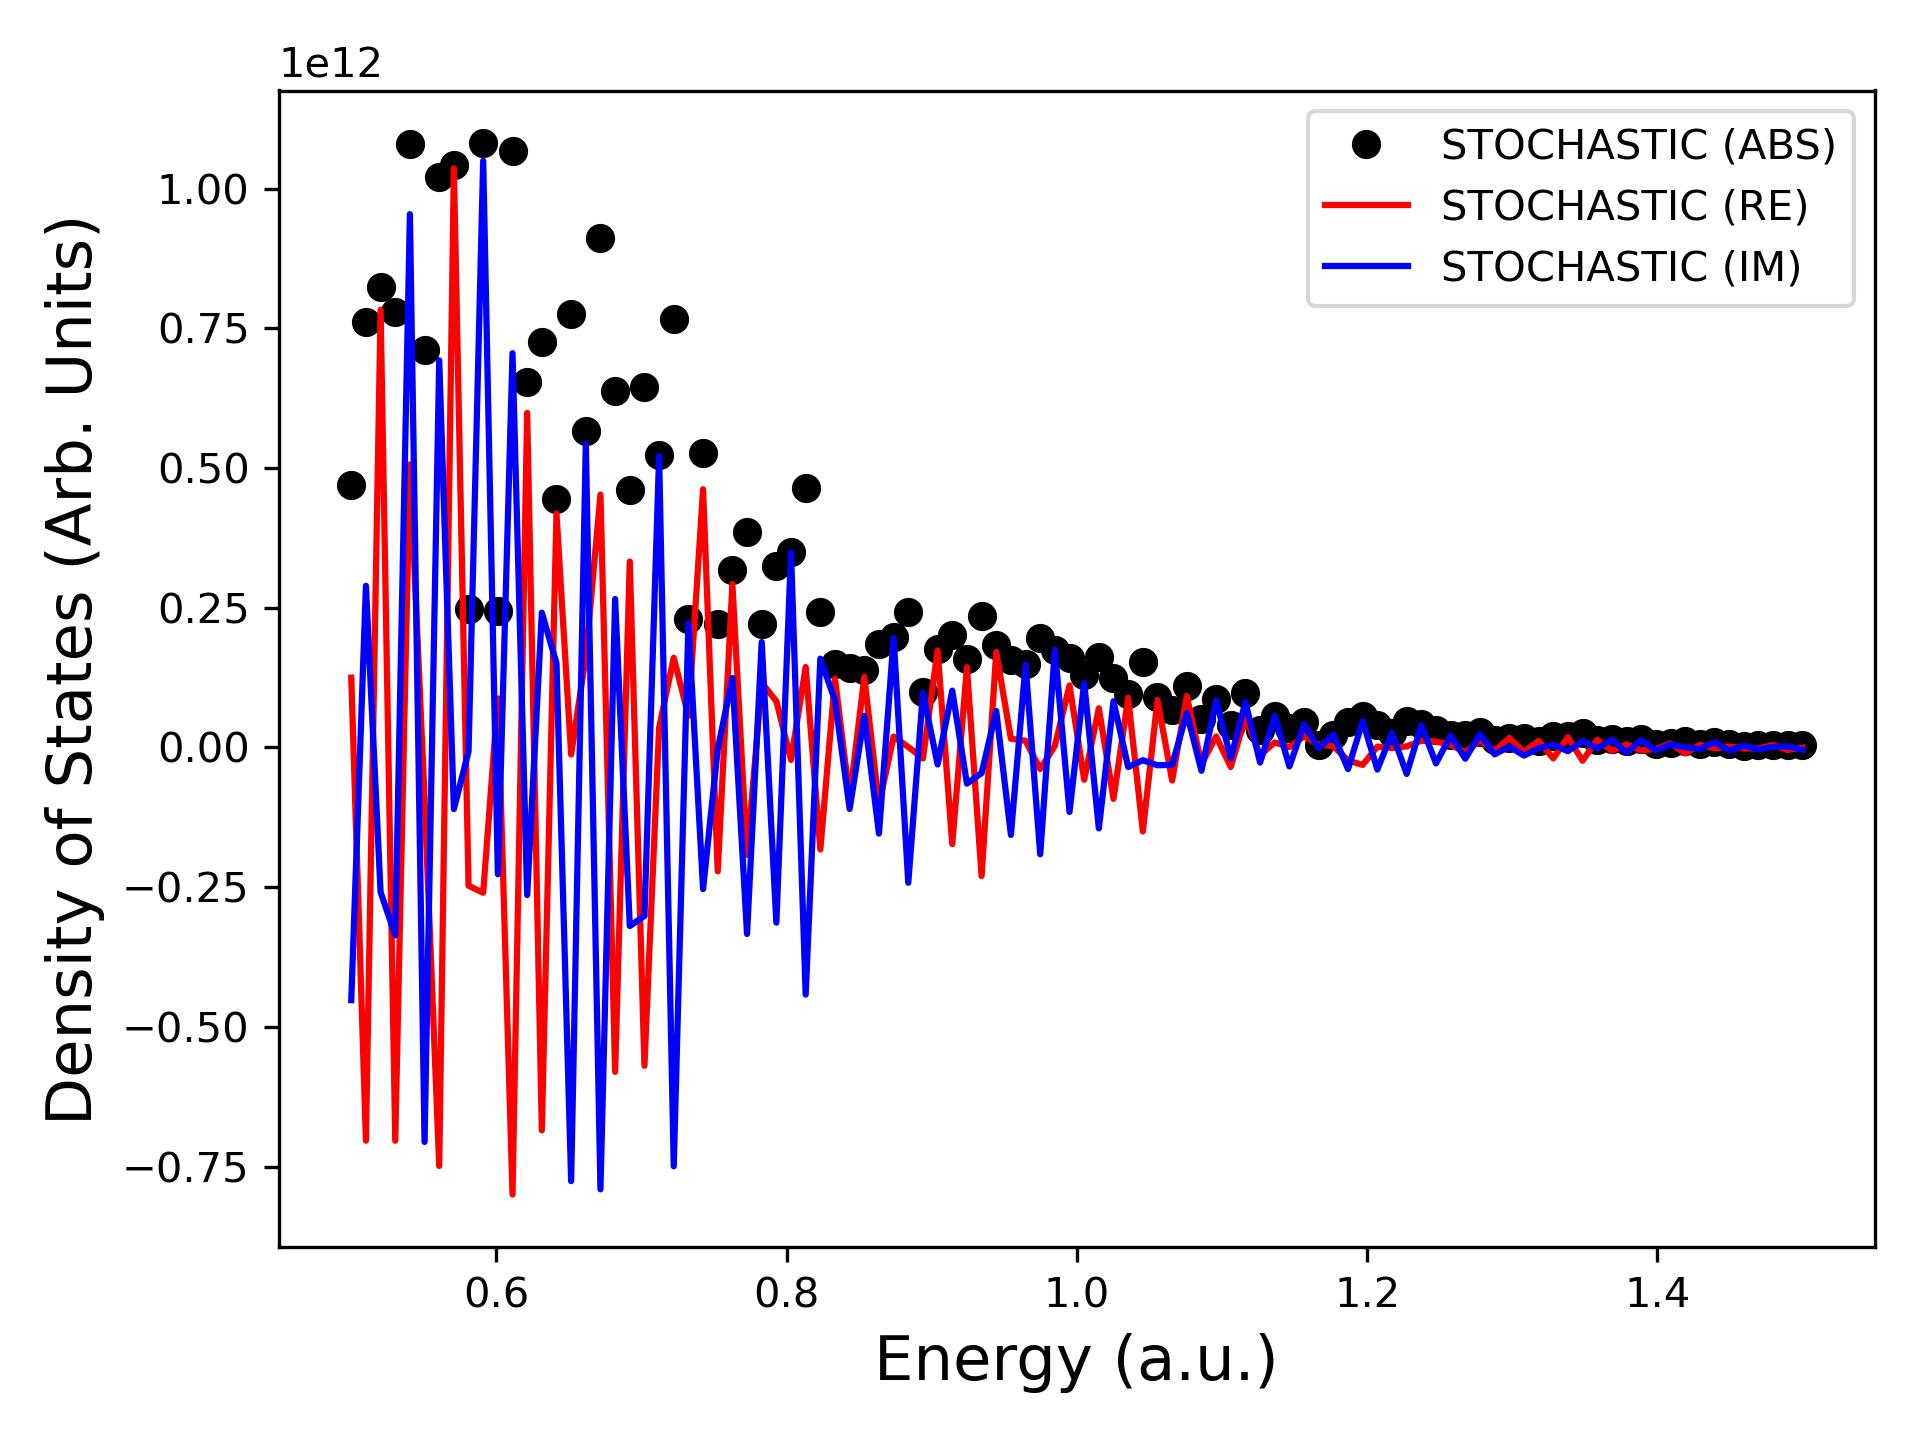 1e12
Density of States (Arb. Units)
1.00
0.75
0.50
0.25
0.00
−0.25
−0.50
−0.75
STOCHASTIC (ABS)
STOCHASTIC (RE)
STOCHASTIC (IM)
0.6 0.8 1.0 1.2 1.4
Energy (a.u.)